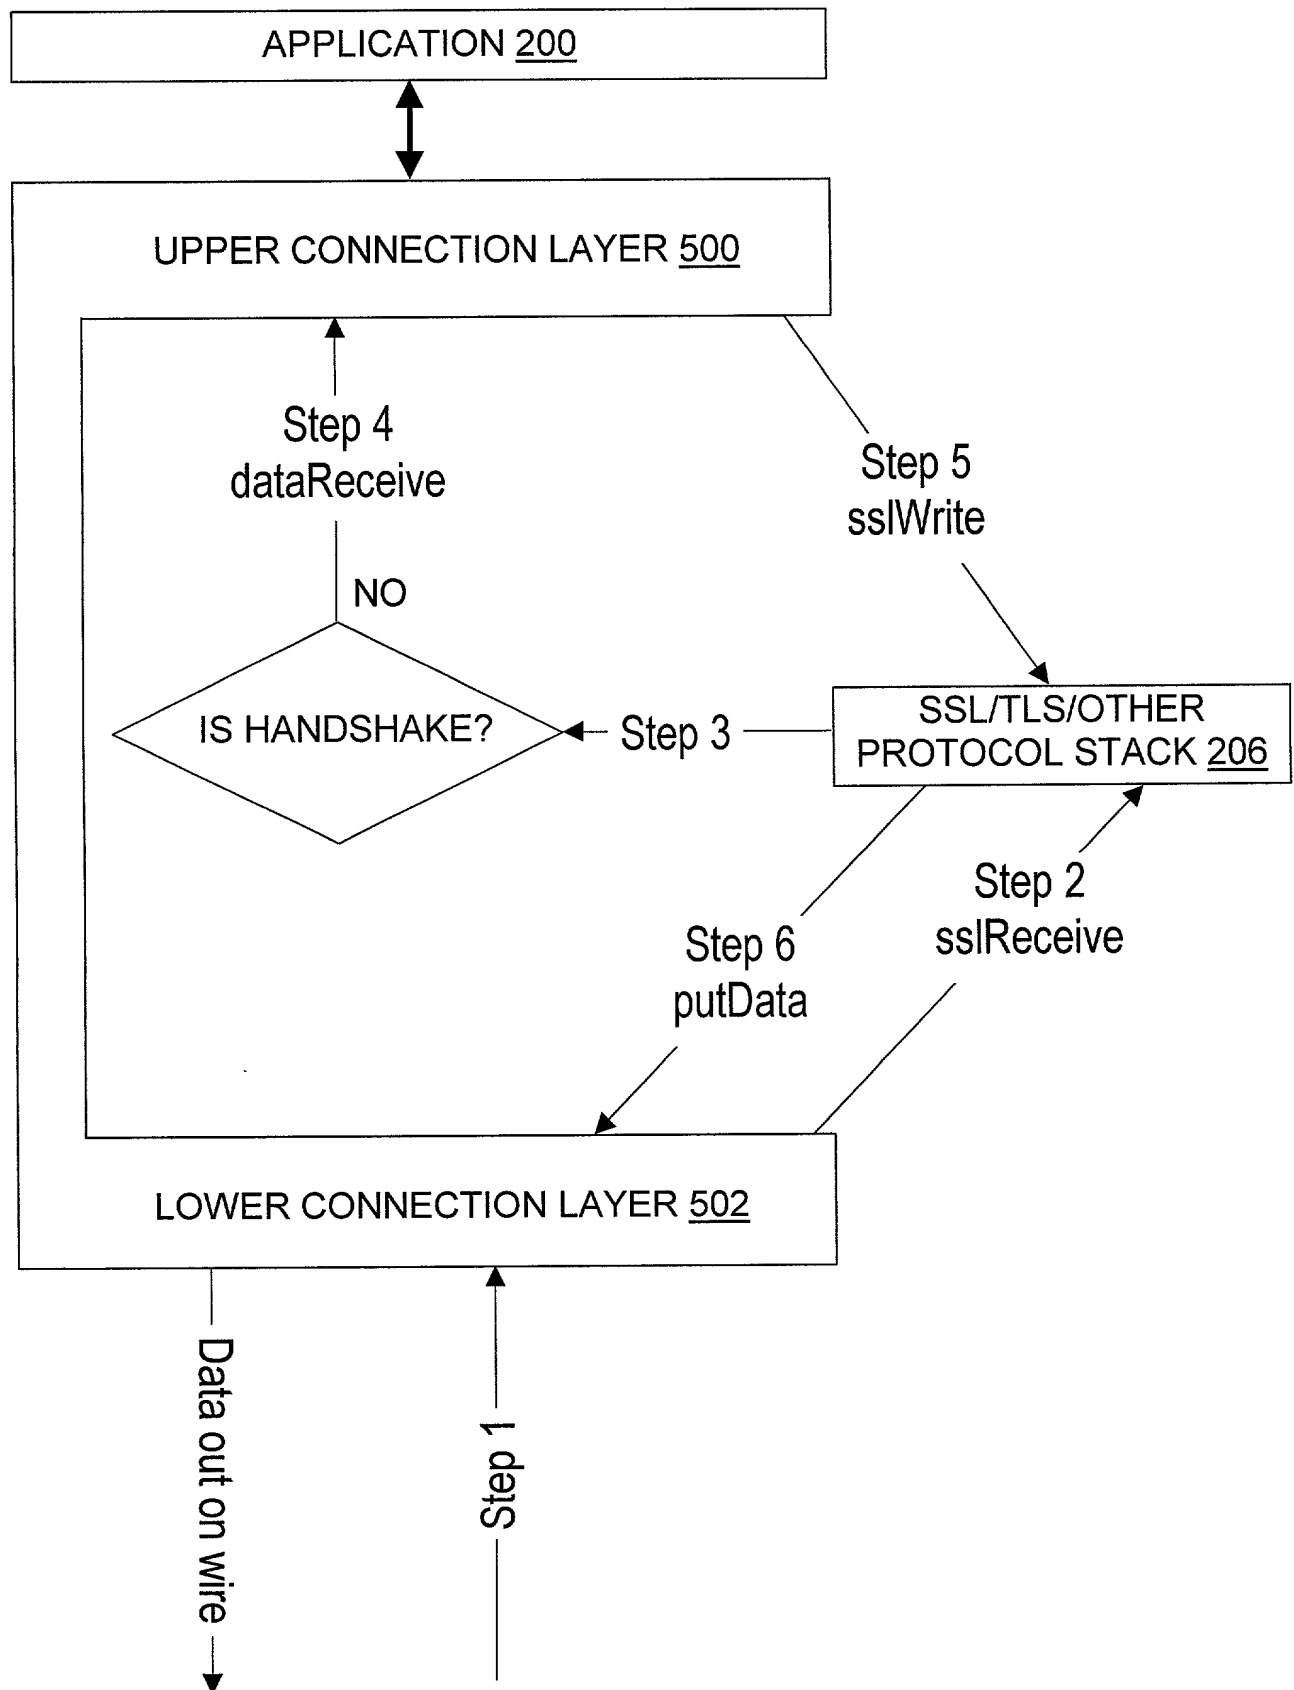 APPLICATION 200
UPPER CONNECTION LAYER 500
Step 4
dataReceive
Step 5
sslWrite
NO
IS HANDSHAKE?
Step 3
SSL/TLS/OTHER
PROTOCOL STACK 206
Step 2
sslReceive
Step 6
putData
LOWER CONNECTION LAYER 502
Data out on wire
Step 1